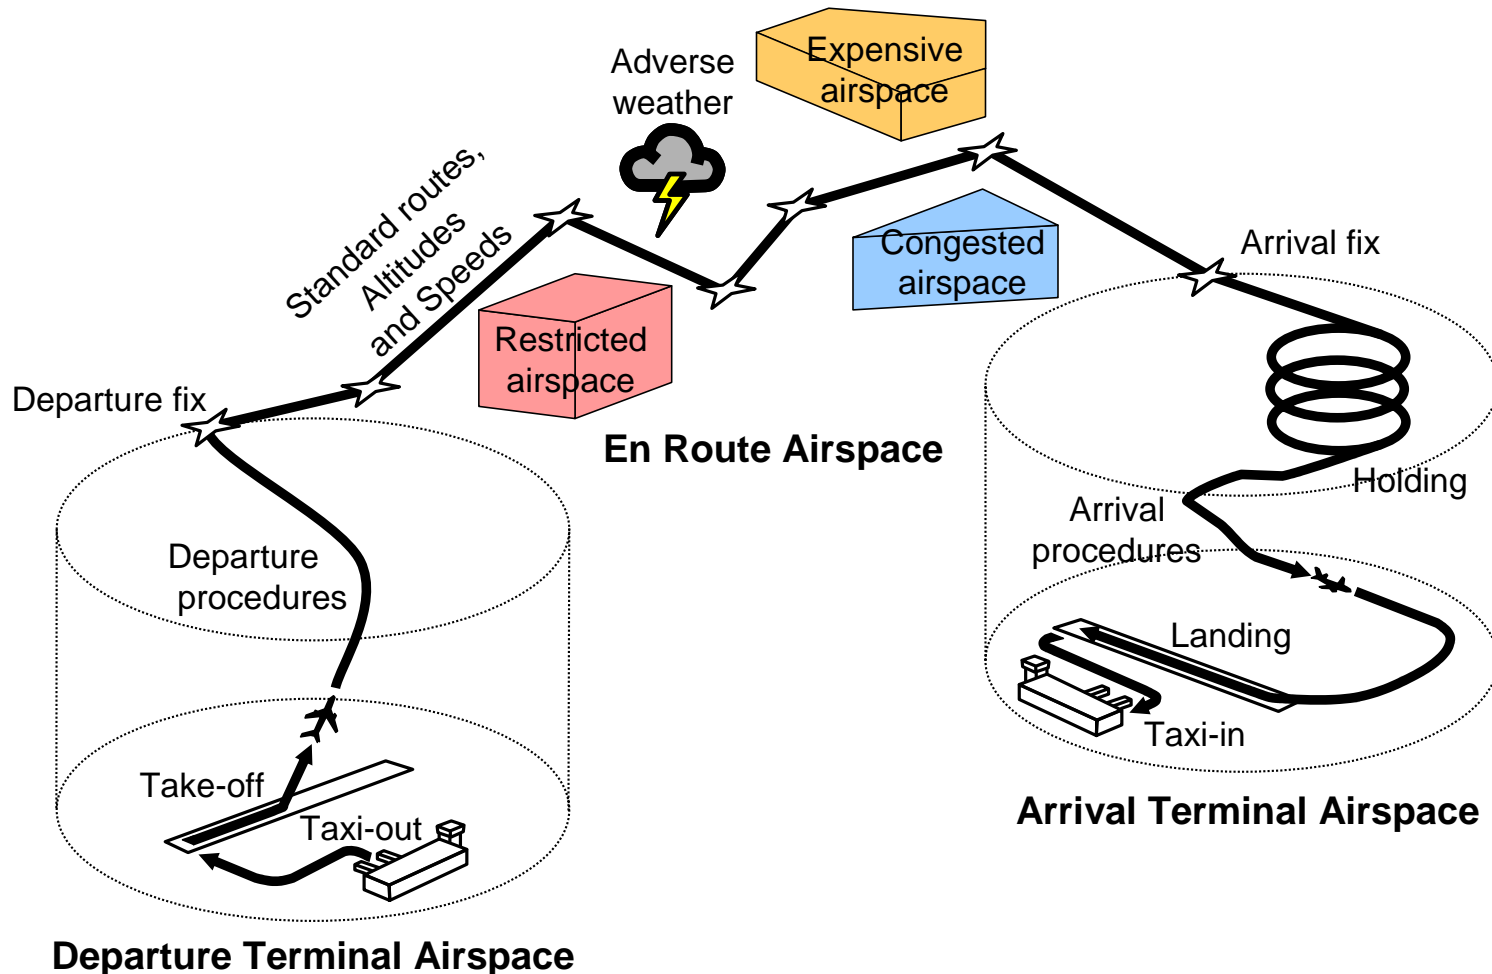 Expensive
airspace
Adverse
weather
Standard routes,
Altitudes
and Speeds
Congested
airspace
Arrival fix
Restricted
airspace
Departure fix
En Route Airspace
Holding
Arrival
procedures
Departure
procedures
Landing
Taxi-in
Take-off
Taxi-out
Arrival Terminal Airspace
Departure Terminal Airspace